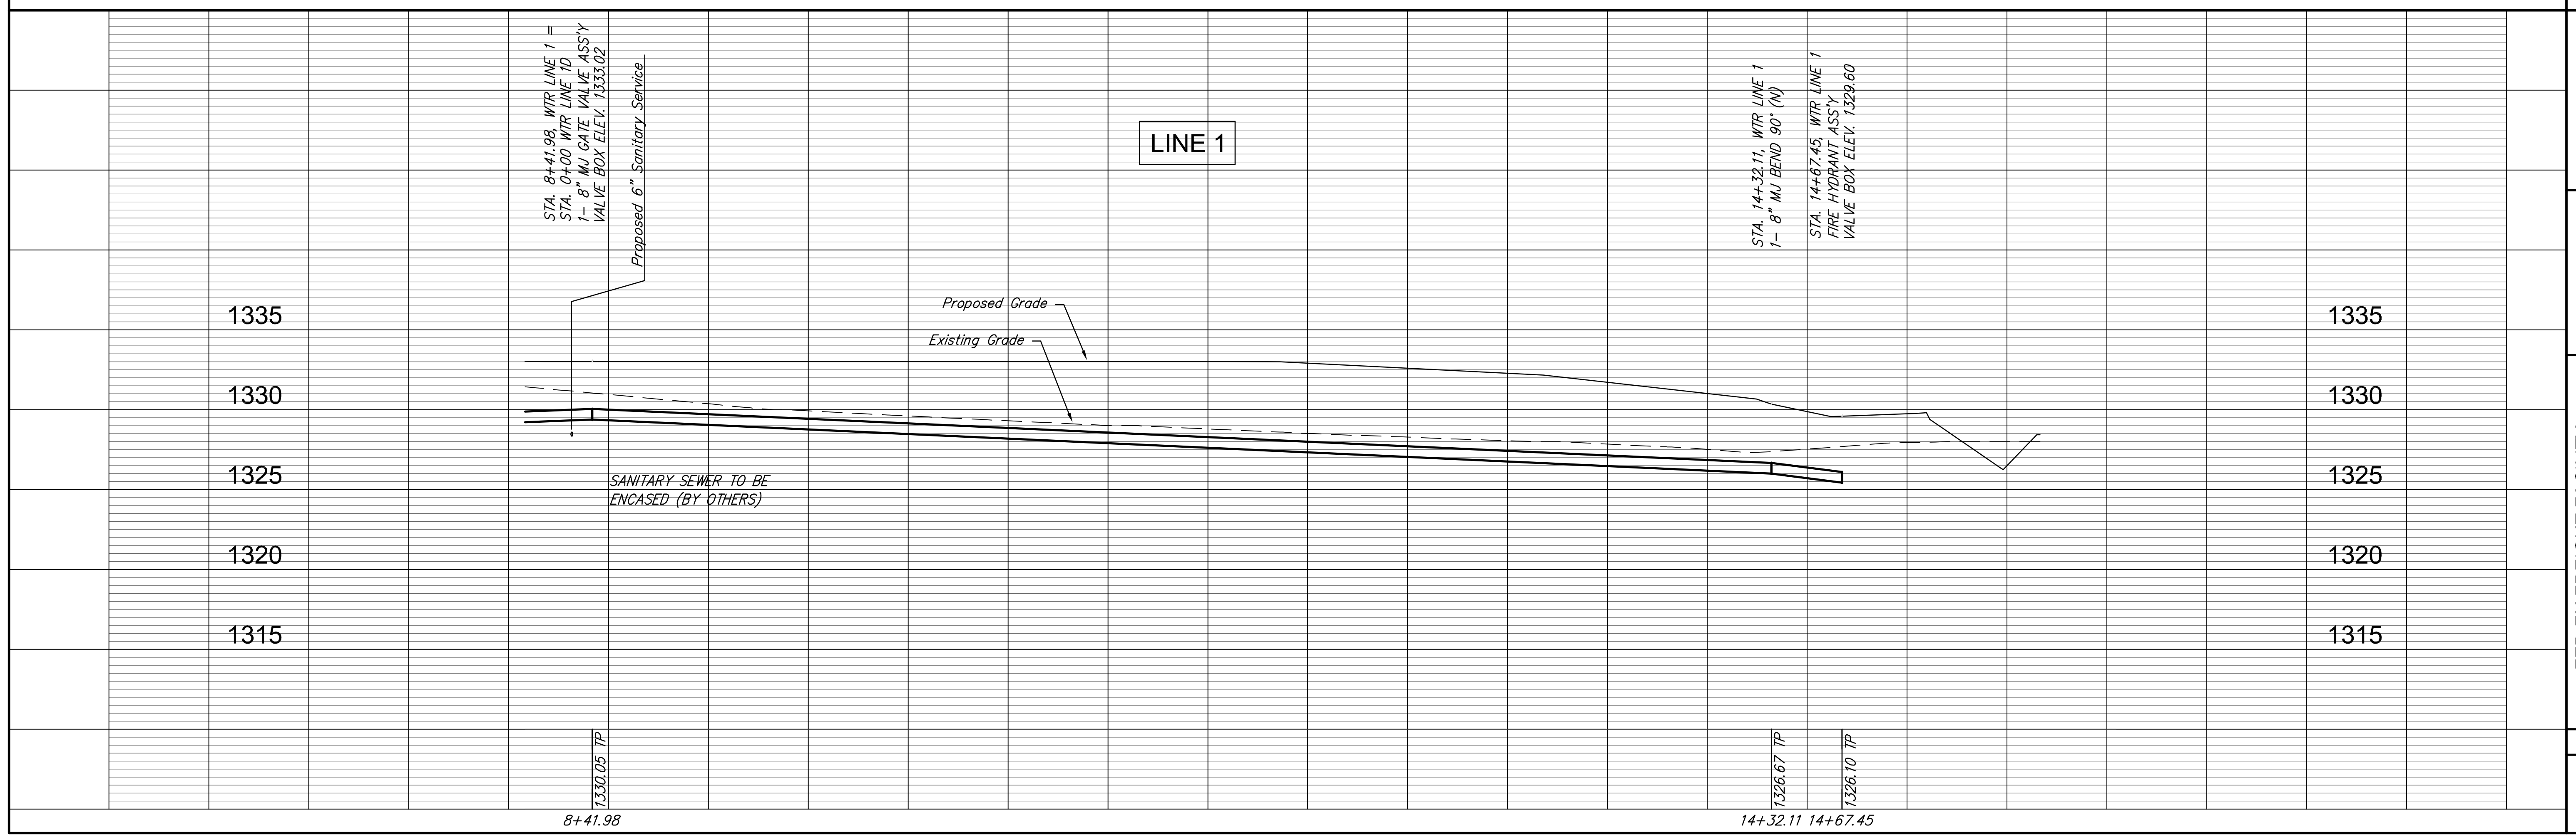 STA. 8+41.98, WTR LINE 1 =
STA. 0+00 WTR LINE 1D
1- 8" MJ GATE VALVE ASS'Y
VALVE BOX ELEV. 1333.02
Proposed 6" Sanitary Service
LINE 1
STA. 14+32.11, WTR LINE 1
1- 8" MJ BEND 90° (N)
STA. 14+67.45, WTR LINE 1
FIRE HYDRANT ASS'Y
VALVE BOX ELEV. 1329.60
Proposed Grade
Existing Grade
1335
1335
1330
1330
1325
1325
SANITARY SEWER TO BE
ENCASED (BY OTHERS)
1320
1320
1315
1315
1330.05 TP
1326.67 TP
1326.10 TP
8+41.98
14+32.11
14+67.45